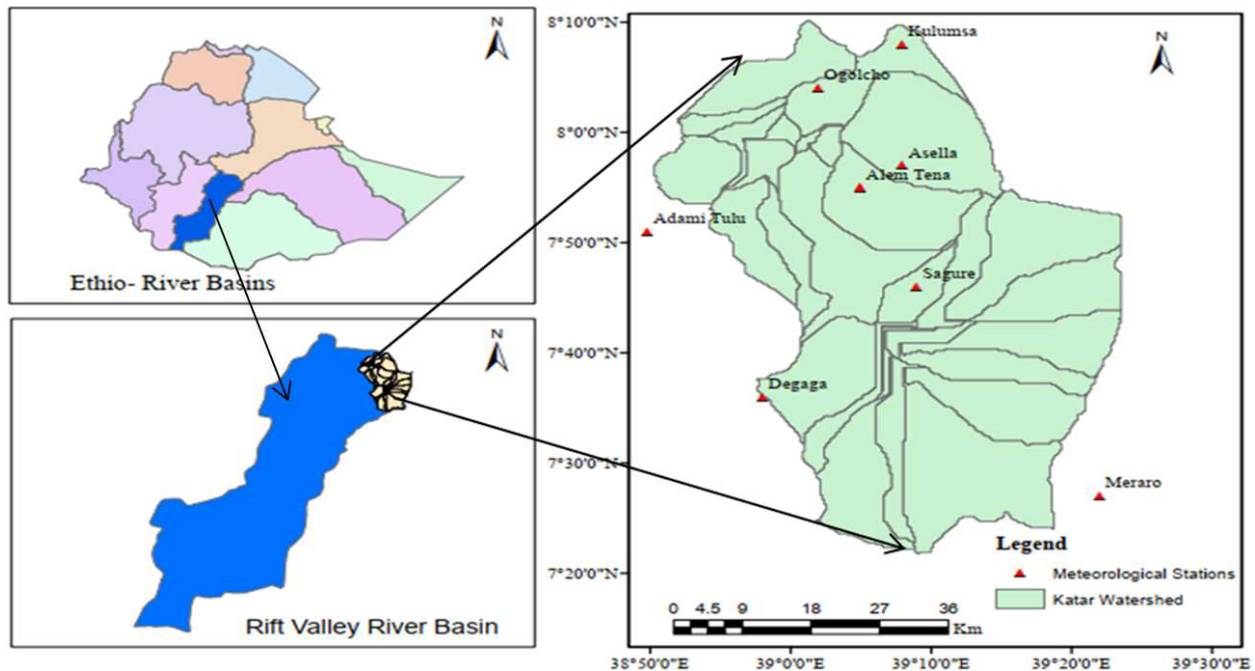 N
Ethio- River Basins
N
Rift Valley River Basin
8°10'0"N
8°0'0"N
7°50'0"N
7°40'0"N
7°30'0"N
7°20'0"N
N
Kulumsa
Ogolcho
Asella
Alem Tena
Adami Tulu
Sagure
Degaga
Meraro
Legend
Meteorological Stations
Katar Watershed
0 4.5 9 18 27 36
Km
38°50'0"E 39°0'0"E 39°10'0"E 39°20'0"E 39°30'0"E